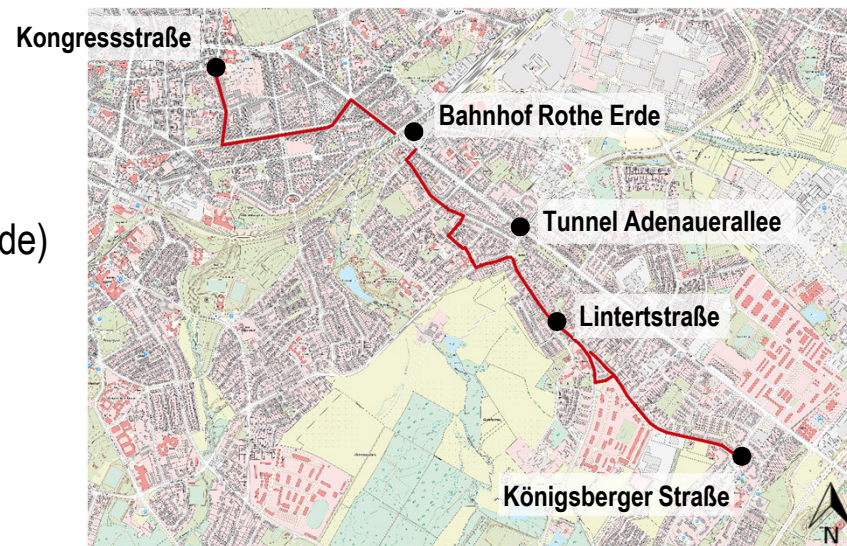 Kongressstraße
Bahnhof Rothe Erde
de)
Tunnel Adenauerallee
Lintertstraße
Königsberger Straße
N